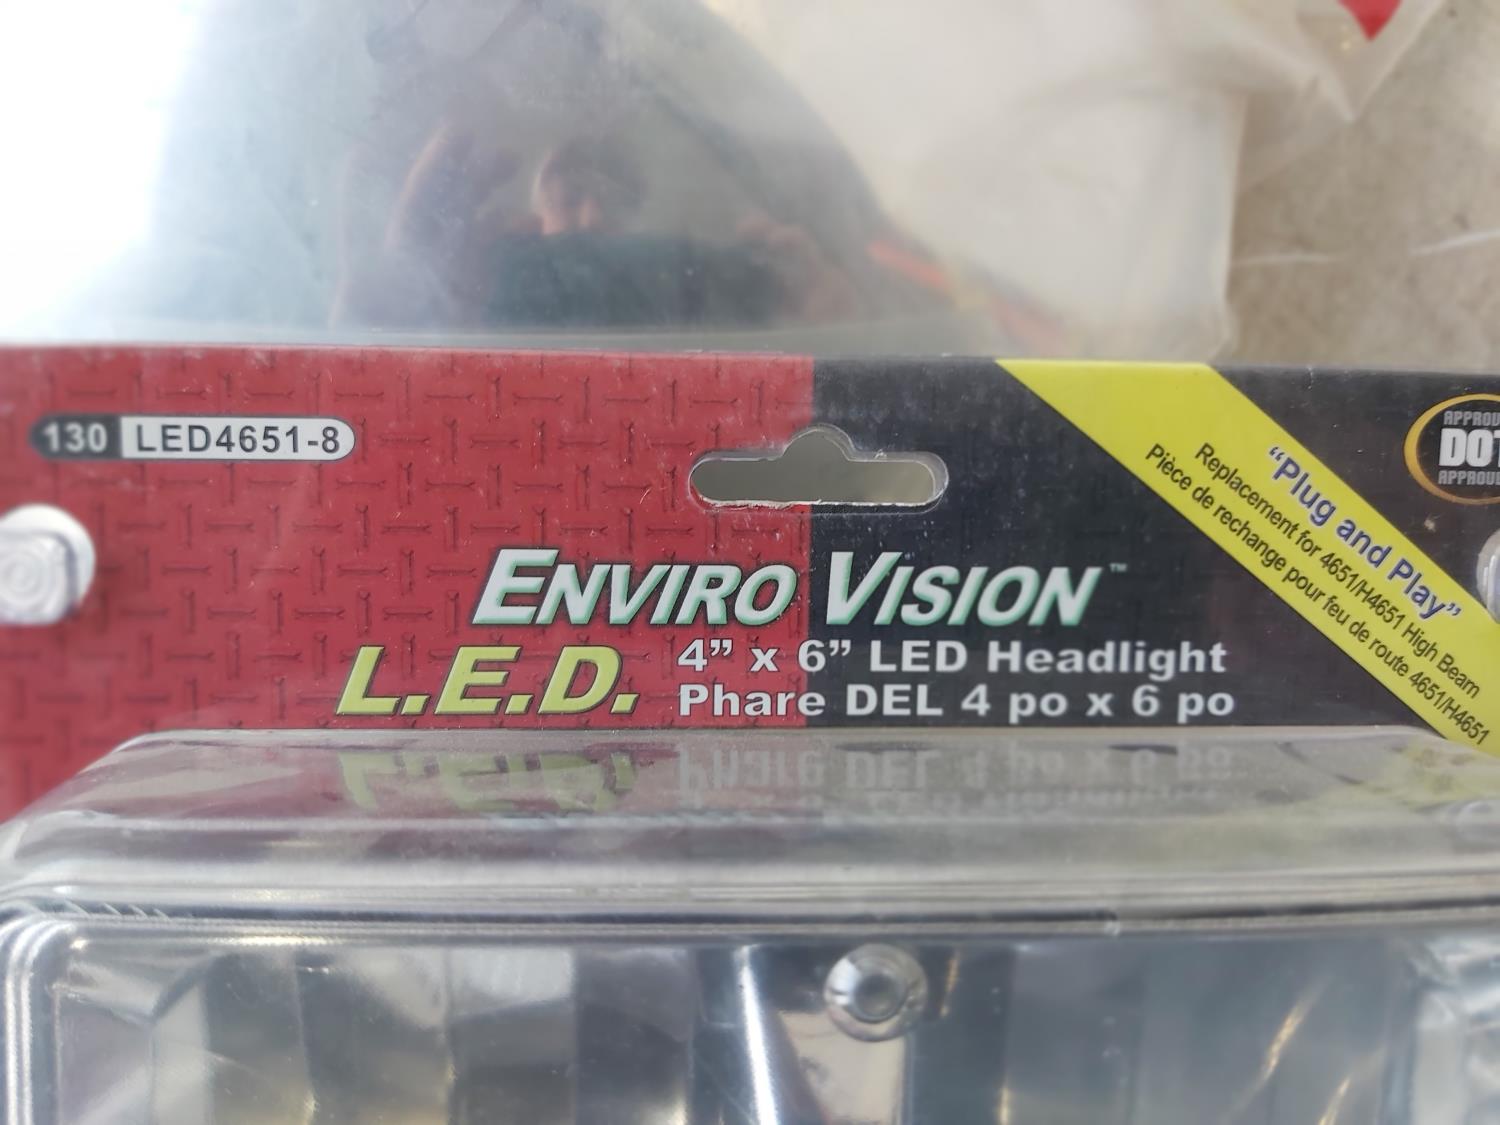 130 LED4651-8
ENVIRO VISION™
L.E.D.
4” x 6” LED Headlight
Phare DEL 4 po x 6 po
“Plug and Play”
Replacement for 4651/H4651 High Beam
Pièce de rechange pour feu de route 4651/H4651
DOT